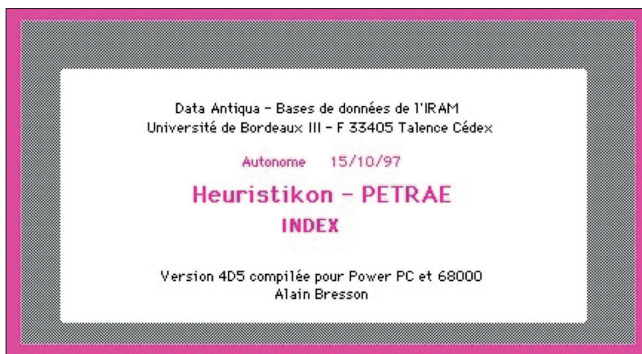 Data Antiqua - Bases de données de l'IRAM
Université de Bordeaux III - F 33405 Talence Cédex
Autonome 15/10/97
Heuristikon - PETRAE
INDEX
Version 4D5 compilée pour Power PC et 68000
Alain Bresson